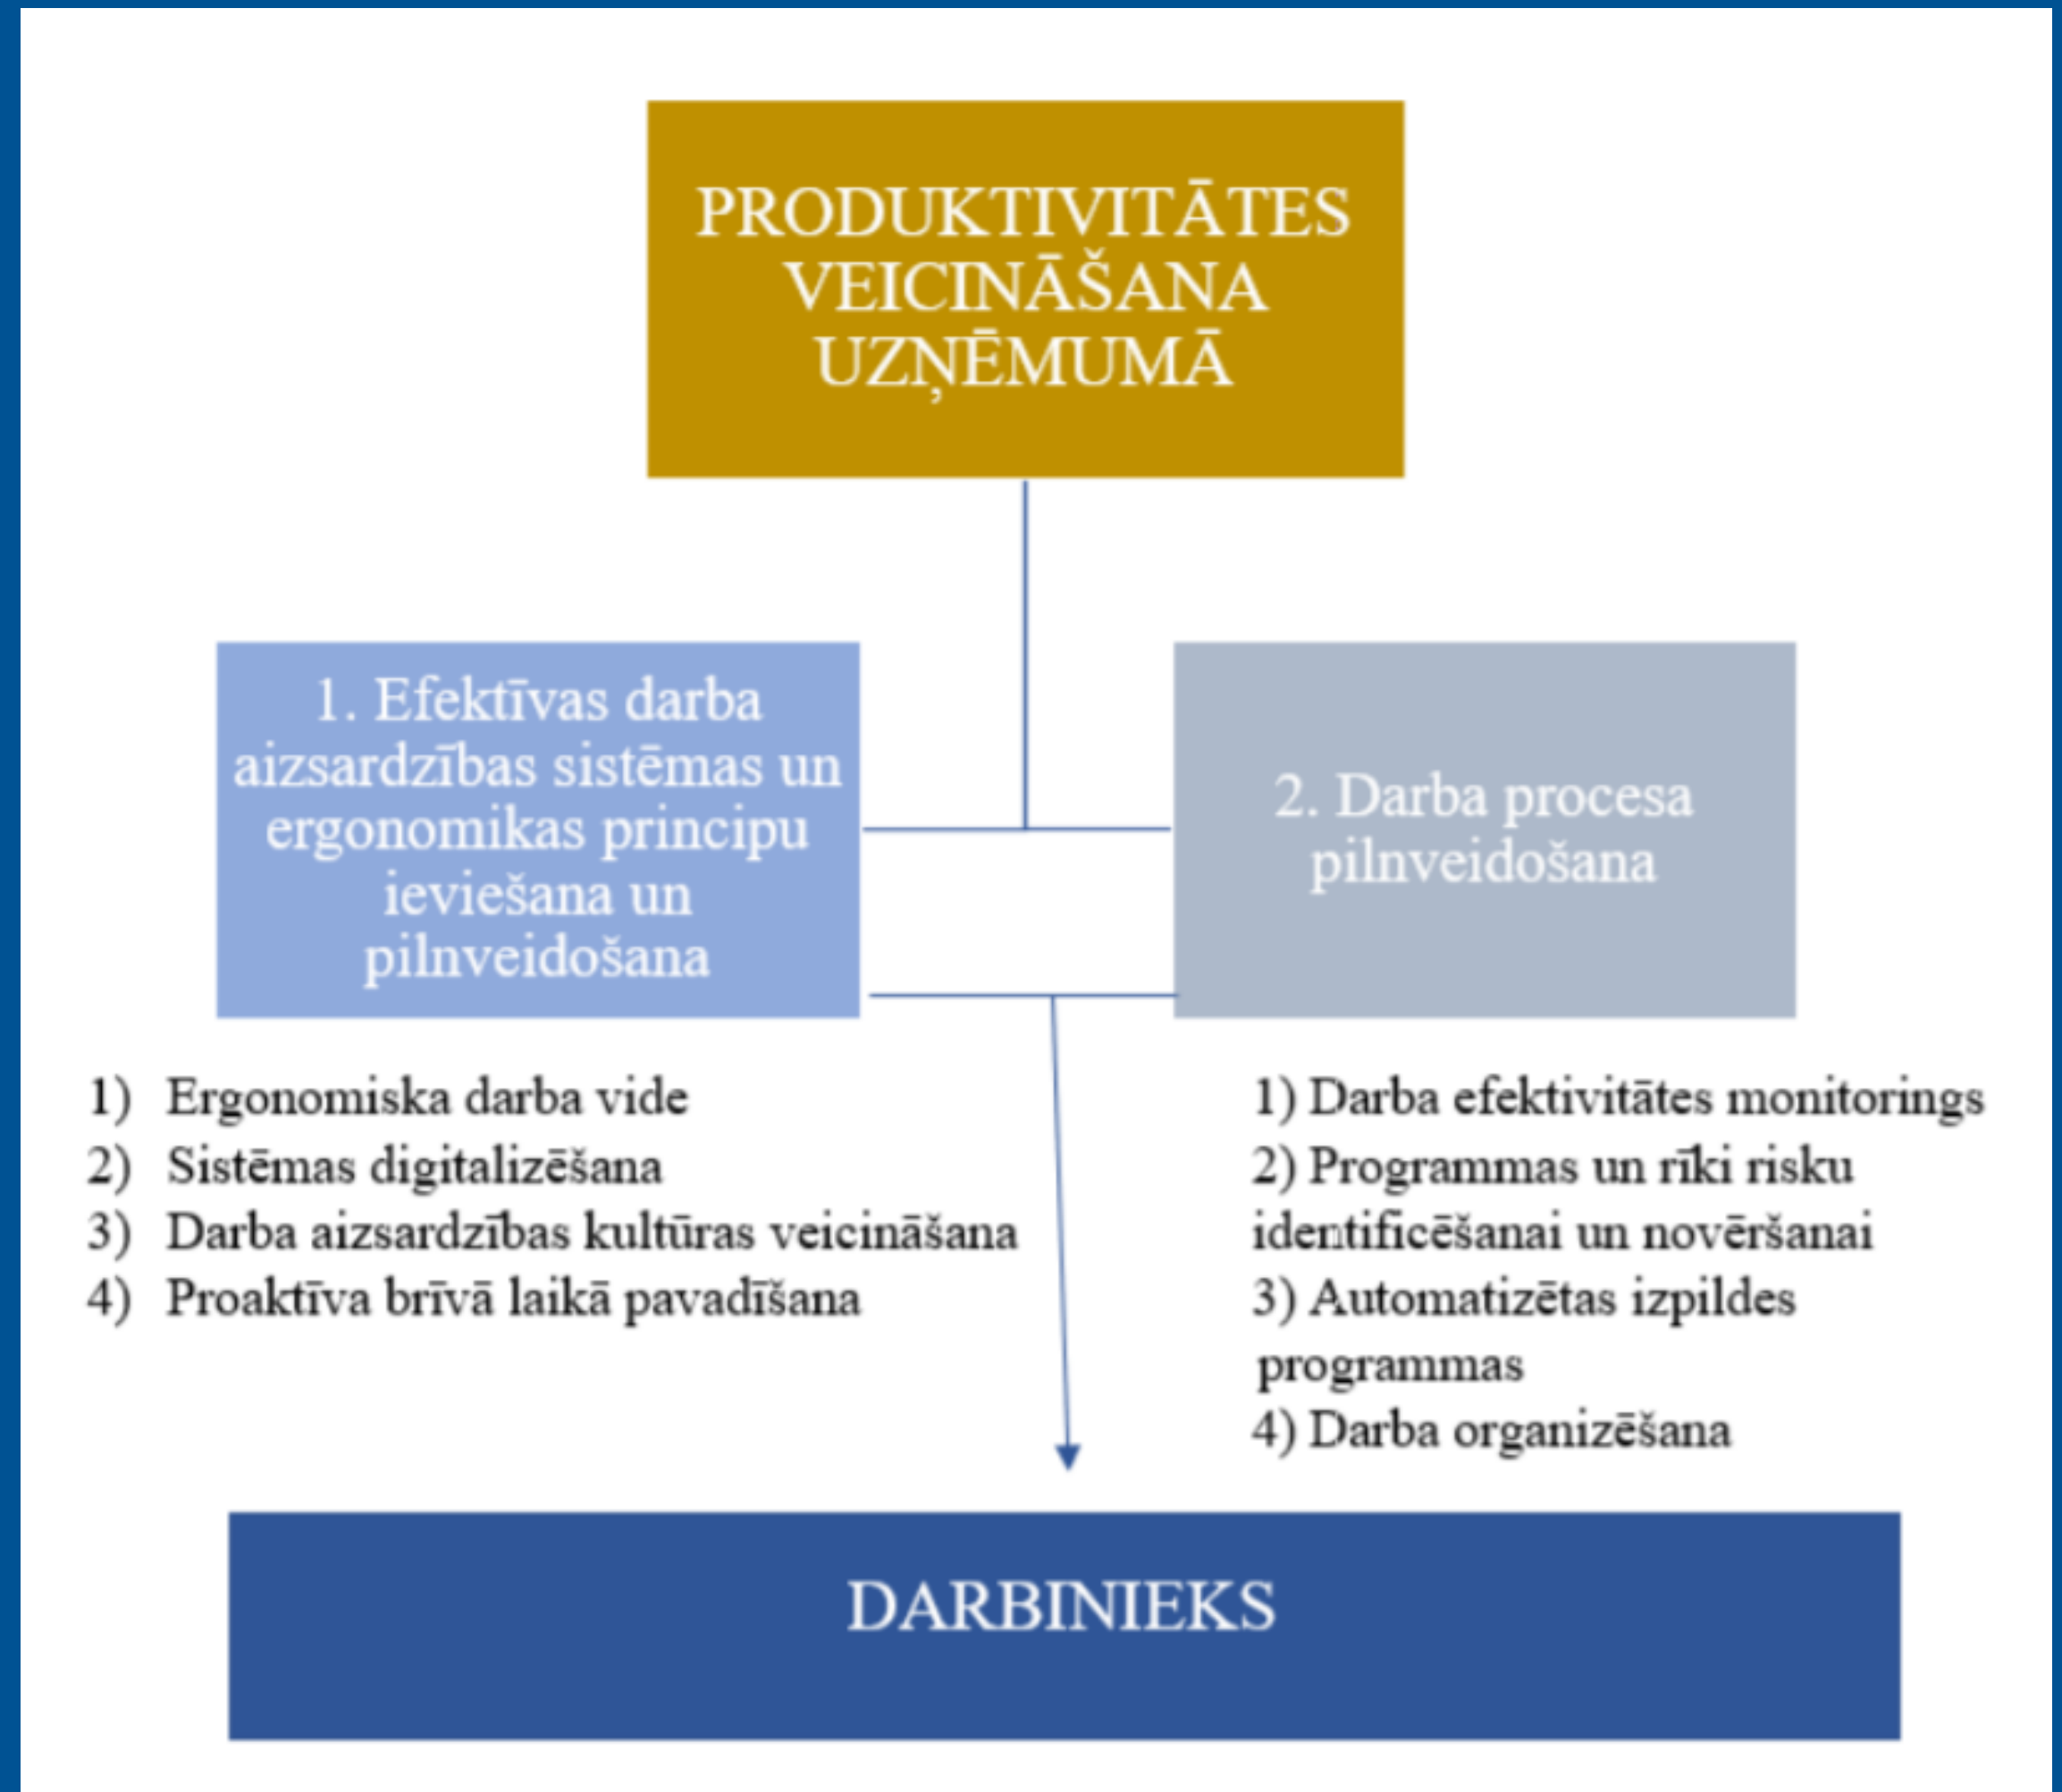 PRODUKTIVITĀTES
VEICINĀŠANA
UZŅĒMUMĀ
1. Efektīvas darba
aizsardzības sistēmas un
ergonomikas principu
ieviešana un
pilnveidošana
2. Darba procesa
pilnveidošana
1) Ergonomiska darba vide
2) Sistēmas digitalizēšana
3) Darba aizsardzības kultūras veicināšana
4) Proaktīva brīvā laikā pavadīšana
1) Darba efektivitātes monitorings
2) Programmas un rīki risku
identificēšanai un novēršanai
3) Automatizētas izpildes
programmas
4) Darba organizēšana
DARBINIEKS